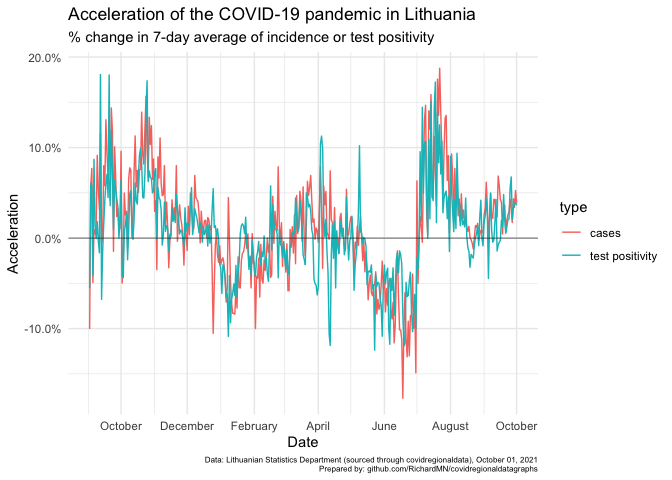 Acceleration of the COVID-19 pandemic in Lithuania
% change in 7-day average of incidence or test positivity
20.0%
10.0%
0.0%
-10.0%
Acceleration
October
December
February
April
June
August
October
Date
type
cases
test positivity
Data: Lithuanian Statistics Department (sourced through covidregionaldata), October 01, 2021
Prepared by: github.com/RichardMN/covidregionaldatagraphs